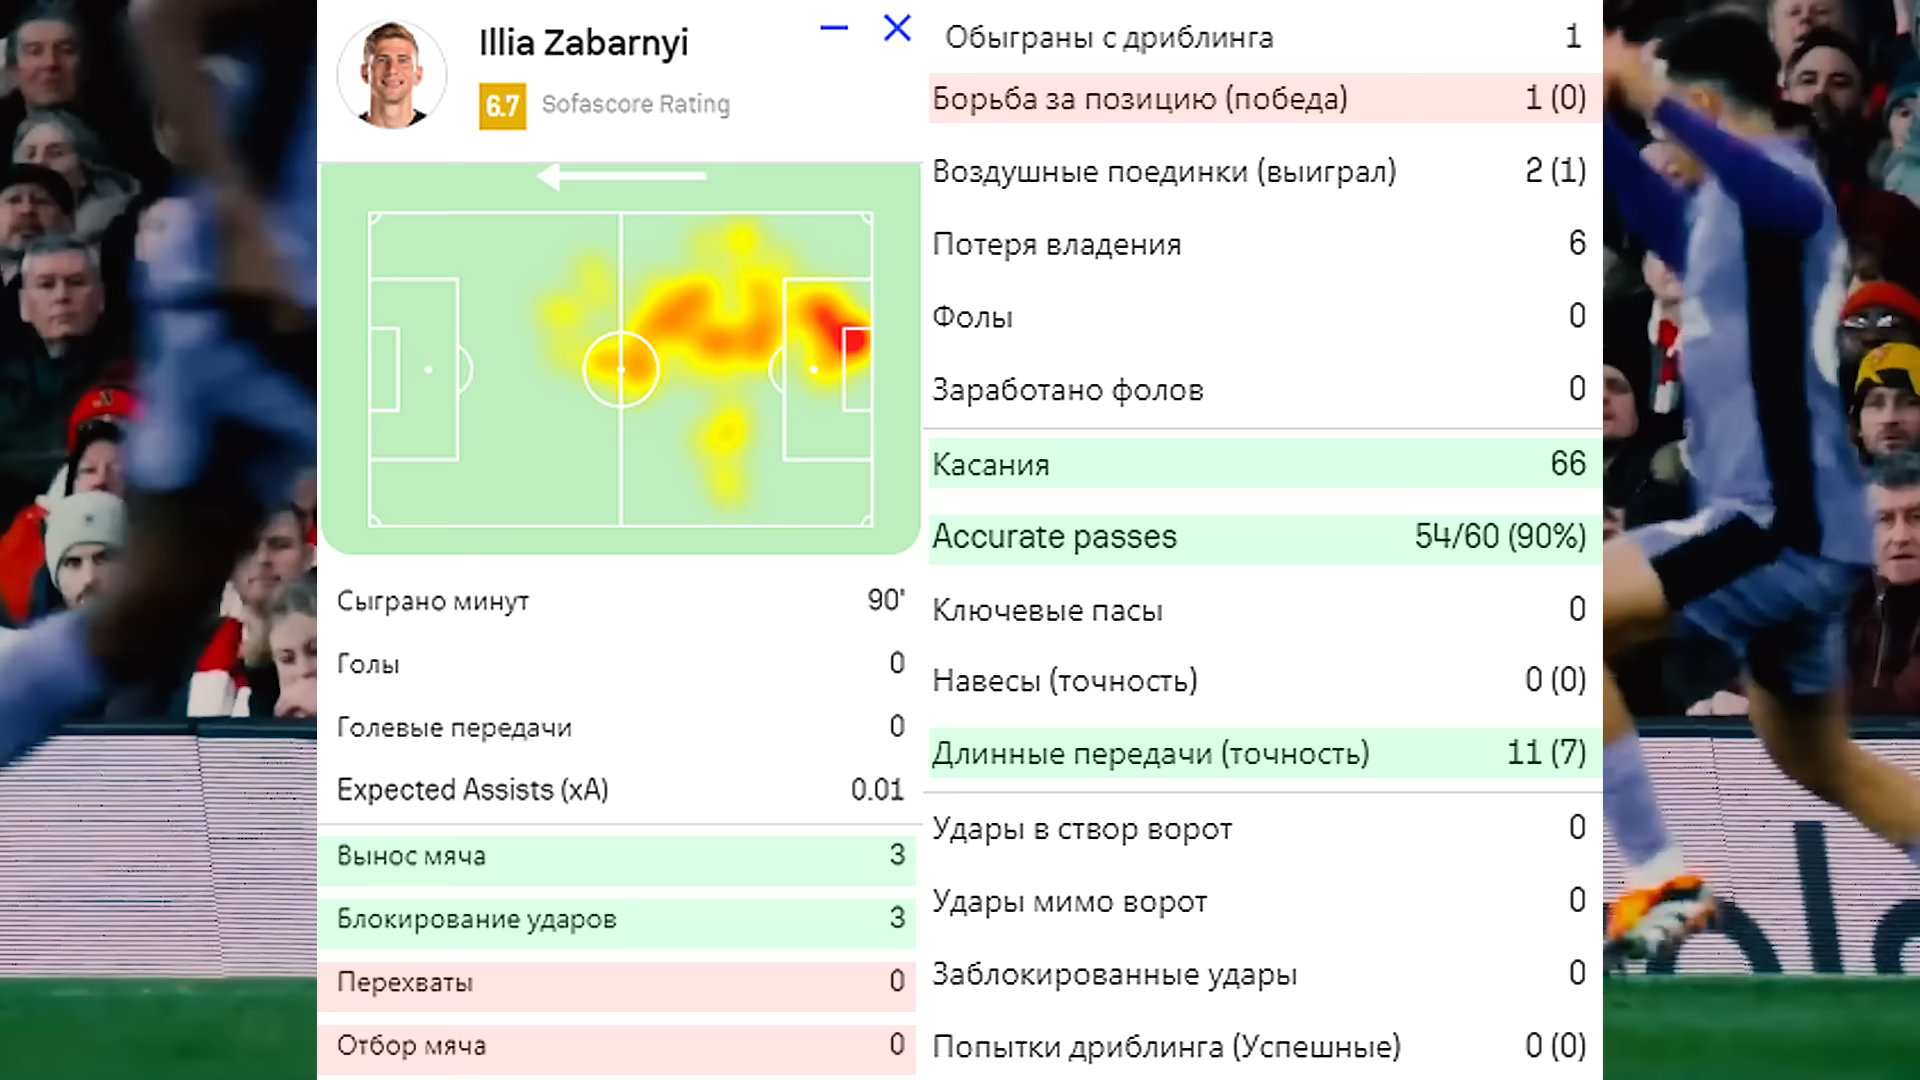 Illia Zabarnyi
6.7 Sofascore Rating
Сыграно минут 90'
Голы 0
Голевые передачи 0
Expected Assists (xA) 0.01
Вынос мяча 3
Блокирование ударов 3
Перехваты 0
Отбор мяча 0
Обыграны с дриблинга 1
Борьба за позицию (победа) 1 (0)
Воздушные поединки (выиграл) 2 (1)
Потеря владения 6
Фолы 0
Заработано фолов 0
Касания 66
Accurate passes 54/60 (90%)
Ключевые пасы 0
Навесы (точность) 0 (0)
Длинные передачи (точность) 11 (7)
Удары в створ ворот 0
Удары мимо ворот 0
Заблокированные удары 0
Попытки дриблинга (Успешные) 0 (0)